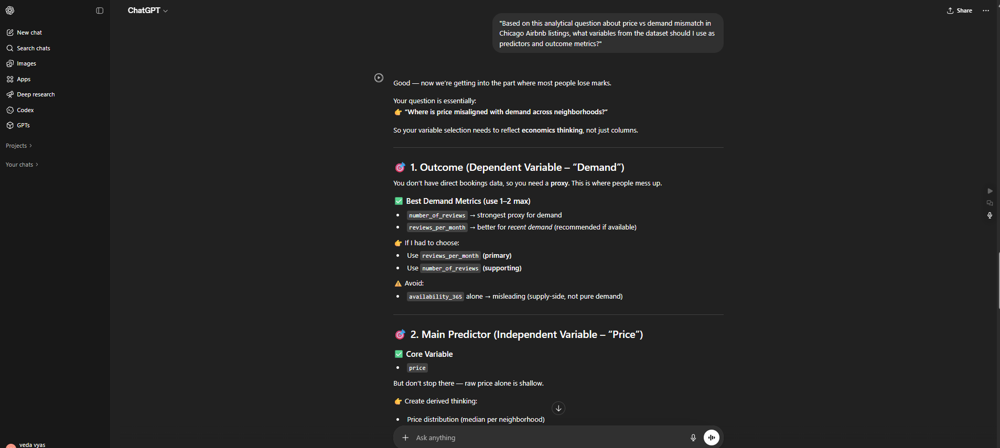 ChatGPT
Share
New chat
Search chats
Images
Apps
Deep research
Codex
GPTs
Projects
Your chats
veda vyas
"Based on this analytical question about price vs demand mismatch in
Chicago Airbnb listings, what variables from the dataset should I use as
predictors and outcome metrics?"
Good — now we're getting into the part where most people lose marks.
Your question is essentially:
👉 "Where is price misaligned with demand across neighborhoods?"
So your variable selection needs to reflect economics thinking, not just columns.
🎯 1. Outcome (Dependent Variable – "Demand")
You don't have direct bookings data, so you need a proxy. This is where people mess up.
✅ Best Demand Metrics (use 1–2 max)
• number_of_reviews → strongest proxy for demand
• reviews_per_month → better for recent demand (recommended if available)
👉 If I had to choose:
• Use reviews_per_month (primary)
• Use number_of_reviews (supporting)
⚠️ Avoid:
• availability_365 alone → misleading (supply-side, not pure demand)
🎯 2. Main Predictor (Independent Variable – "Price")
✅ Core Variable
• price
But don't stop there — raw price alone is shallow.
👉 Create derived thinking:
• Price distribution (median per neighborhood)
Ask anything